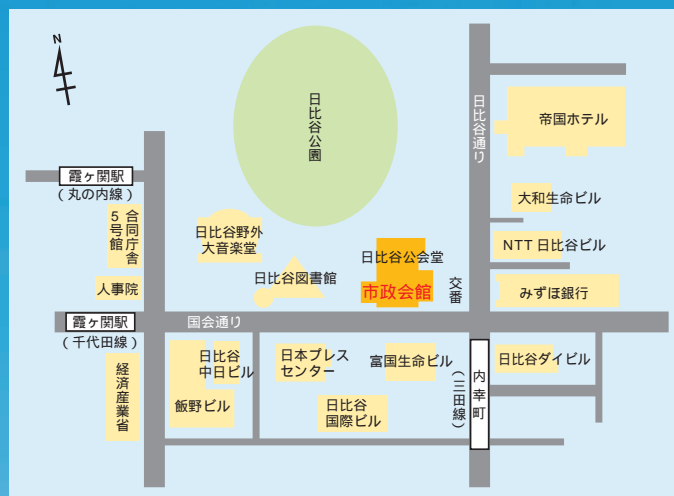 N
日比谷公園
日比谷通り
帝国ホテル
霞ヶ関駅
(丸の内線)
合同庁舎
5号館
日比谷野外
大音楽堂
大和生命ビル
日比谷公会堂
NTT 日比谷ビル
人事院
日比谷図書館
市政会館
交番
みずほ銀行
霞ヶ関駅
(千代田線)
国会通り
経済産業省
日比谷
中日ビル
飯野ビル
日本プレス
センター
日比谷
国際ビル
富国生命ビル
(三田線)
内幸町
日比谷ダイビル